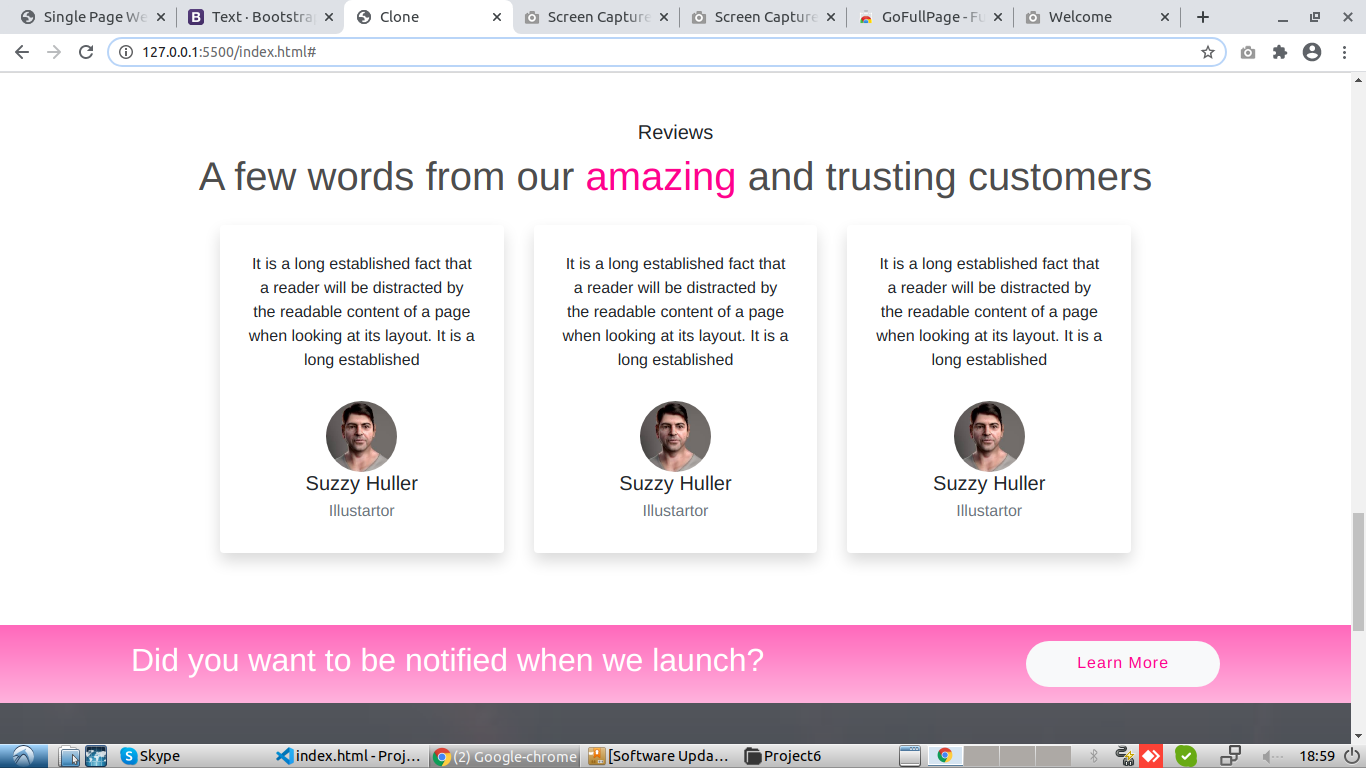 Single Page We
Text · Bootstrap
Clone
Screen Capture
Screen Capture
GoFullPage - Fu
Welcome
127.0.0.1:5500/index.html#
Reviews
A few words from our amazing and trusting customers
It is a long established fact that
a reader will be distracted by
the readable content of a page
when looking at its layout. It is a
long established
Suzzy Huller
Illustartor
It is a long established fact that
a reader will be distracted by
the readable content of a page
when looking at its layout. It is a
long established
Suzzy Huller
Illustartor
It is a long established fact that
a reader will be distracted by
the readable content of a page
when looking at its layout. It is a
long established
Suzzy Huller
Illustartor
Did you want to be notified when we launch?
Learn More
Skype
index.html - Proj...
(2) Google-chrome
[Software Upda...
Project6
18:59